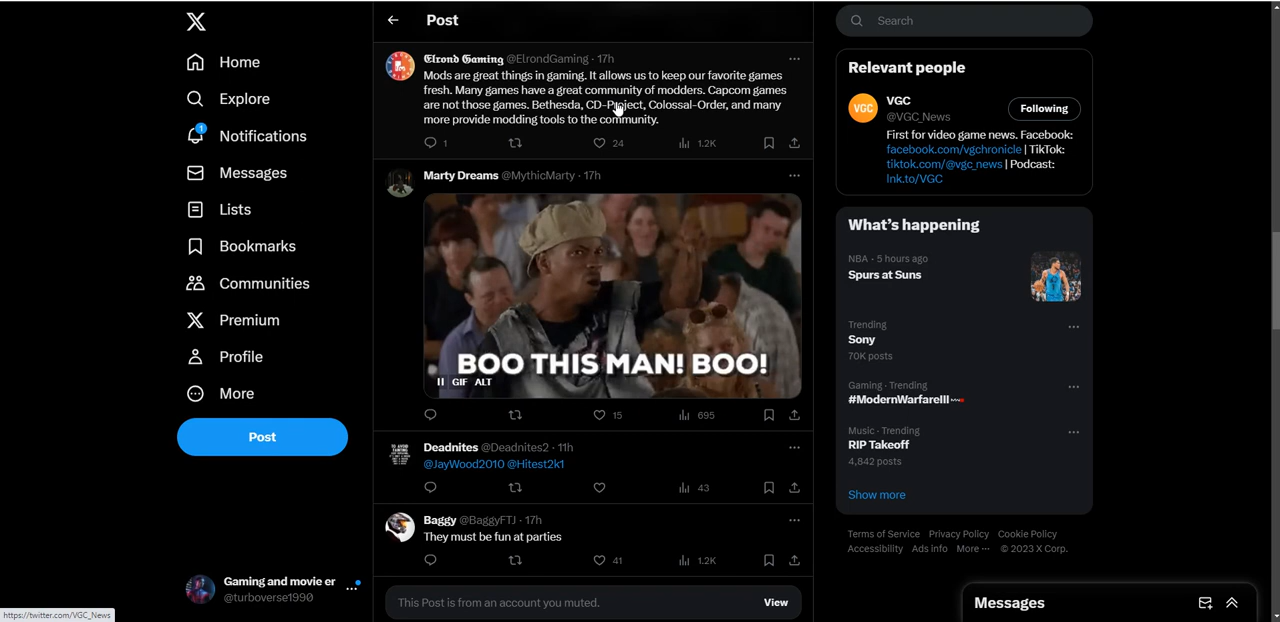 Post
Home
Explore
1
Notifications
Messages
Lists
Bookmarks
Communities
Premium
Profile
More
Post
Gaming and movie er
@turboverse1990
https://twitter.com/VGC_News
Elrond Gaming @ElrondGaming · 17h
Mods are great things in gaming. It allows us to keep our favorite games
fresh. Many games have a great community of modders. Capcom games
are not those games. Bethesda, CD-Project, Colossal-Order, and many
more provide modding tools to the community.
1 24 1.2K
Marty Dreams @MythicMarty · 17h
BOO THIS MAN! BOO!
GIF ALT
15 695
Deadnites @Deadnites2 · 11h
@JayWood2010 @Hitest2k1
43
Baggy @BaggyFTJ · 17h
They must be fun at parties
41 1.2K
This Post is from an account you muted. View
Search
Relevant people
VGC
VGC
@VGC_News
Following
First for video game news. Facebook:
facebook.com/vgchronicle | TikTok:
tiktok.com/@vgc_news | Podcast:
lnk.to/VGC
What's happening
NBA · 5 hours ago
Spurs at Suns
Trending
Sony
70K posts
Gaming · Trending
#ModernWarfareIII
Music · Trending
RIP Takeoff
4,842 posts
Show more
Terms of Service Privacy Policy Cookie Policy
Accessibility Ads info More ··· © 2023 X Corp.
Messages